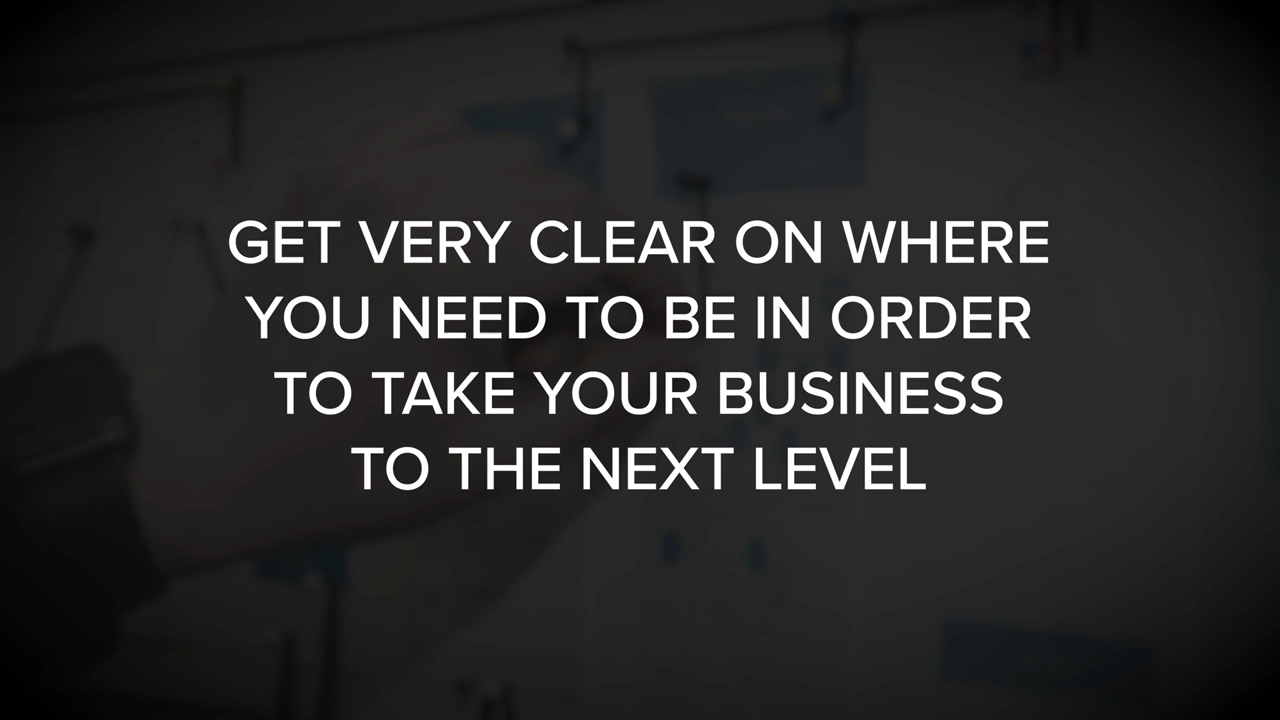 GET VERY CLEAR ON WHERE
YOU NEED TO BE IN ORDER
TO TAKE YOUR BUSINESS
TO THE NEXT LEVEL